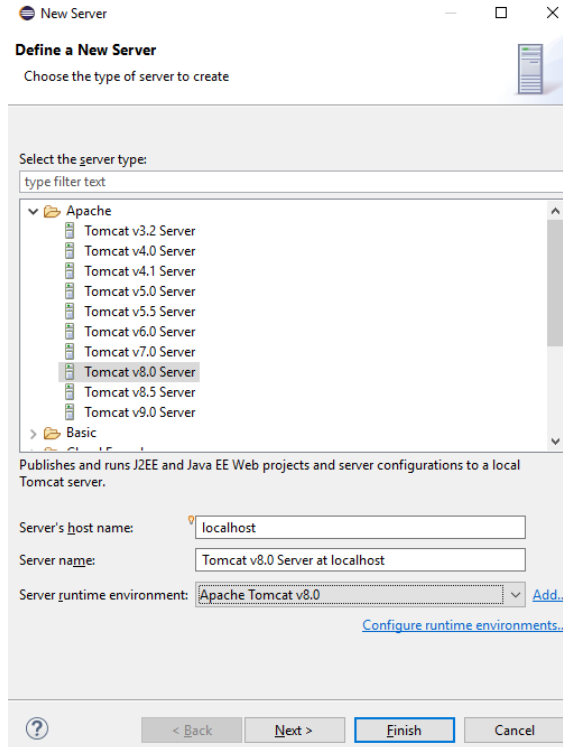 New Server
Define a New Server
Choose the type of server to create
Select the server type:
type filter text
Apache
Tomcat v3.2 Server
Tomcat v4.0 Server
Tomcat v4.1 Server
Tomcat v5.0 Server
Tomcat v5.5 Server
Tomcat v6.0 Server
Tomcat v7.0 Server
Tomcat v8.0 Server
Tomcat v8.5 Server
Tomcat v9.0 Server
Basic
Publishes and runs J2EE and Java EE Web projects and server configurations to a local
Tomcat server.
Server's host name: localhost
Server name: Tomcat v8.0 Server at localhost
Server runtime environment: Apache Tomcat v8.0 Add..
Configure runtime environments..
? < Back Next > Finish Cancel